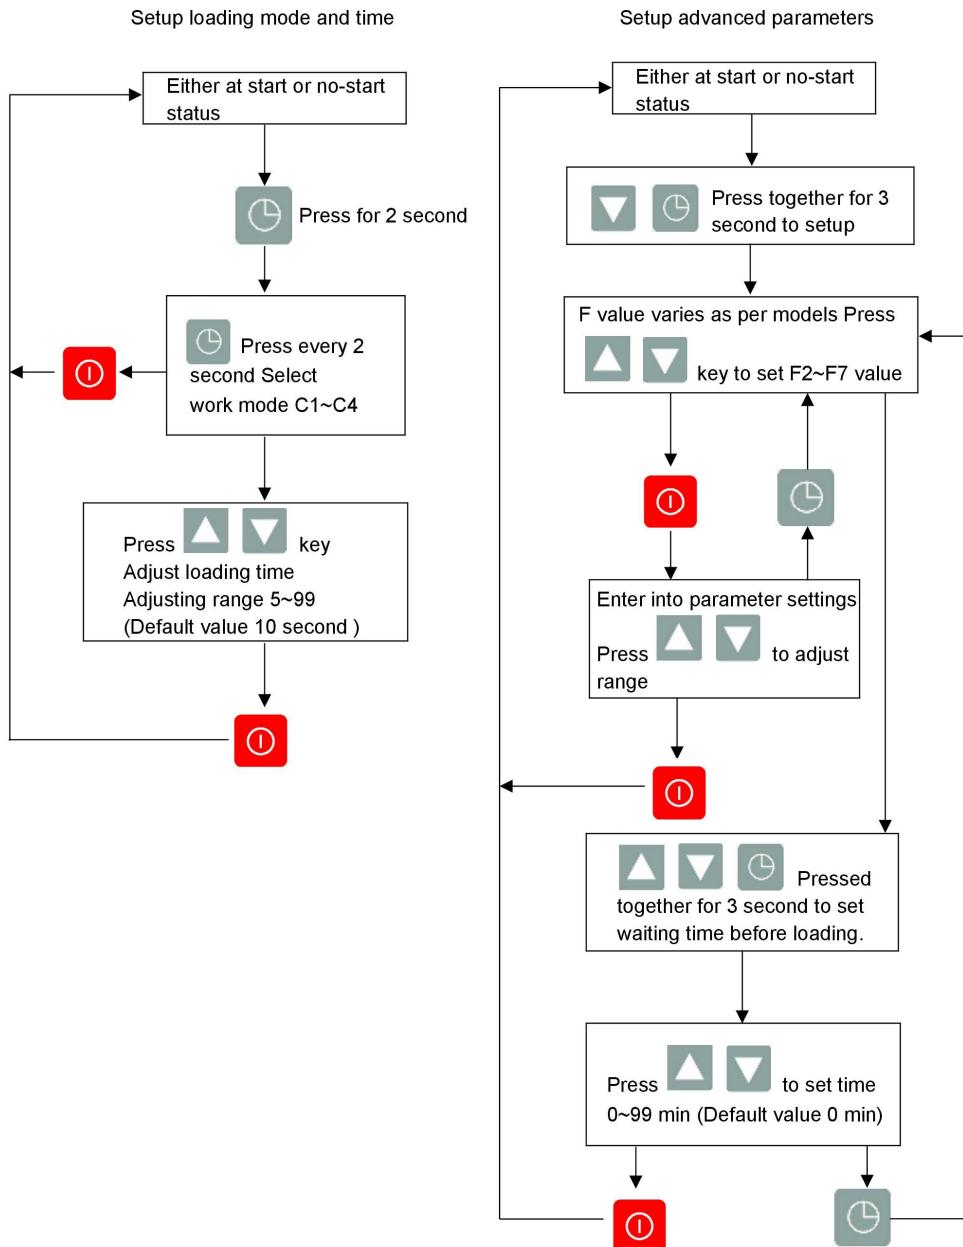 Setup loading mode and time
Either at start or no-start
status
Press for 2 second
Press every 2
second Select
work mode C1~C4
Press key
Adjust loading time
Adjusting range 5~99
(Default value 10 second )
Setup advanced parameters
Either at start or no-start
status
Press together for 3
second to setup
F value varies as per models Press
key to set F2~F7 value
Enter into parameter settings
Press to adjust
range
Pressed
together for 3 second to set
waiting time before loading.
Press to set time
0~99 min (Default value 0 min)